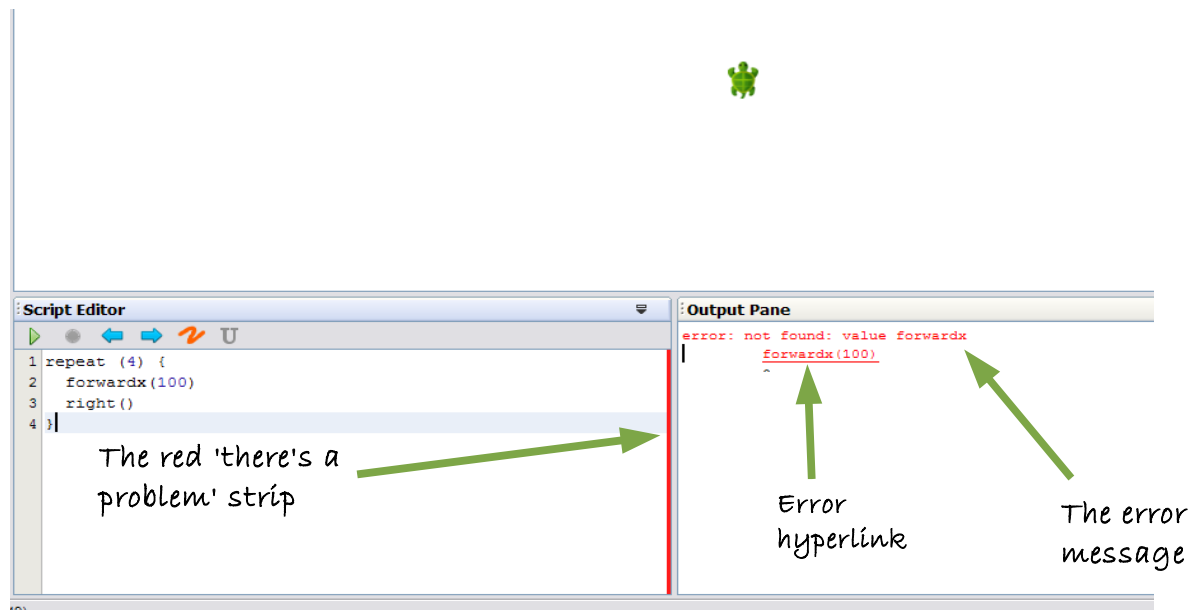 Script Editor
Output Pane
U
error: not found: value forwardx
forwardx(100)
^
1 repeat (4) {
2 forwardx(100)
3 right()
4 }
The red 'there's a
problem' strip
Error
hyperlink
The error
message